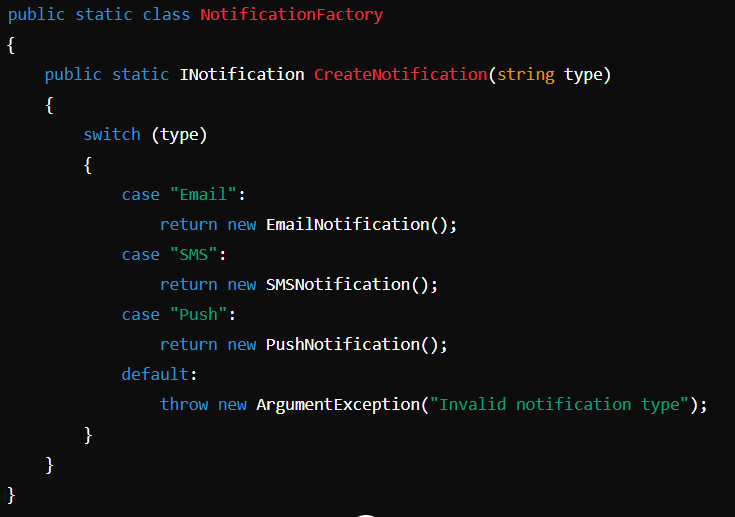 public static class NotificationFactory
{
    public static INotification CreateNotification(string type)
    {
        switch (type)
        {
            case "Email":
                return new EmailNotification();
            case "SMS":
                return new SMSNotification();
            case "Push":
                return new PushNotification();
            default:
                throw new ArgumentException("Invalid notification type");
        }
    }
}